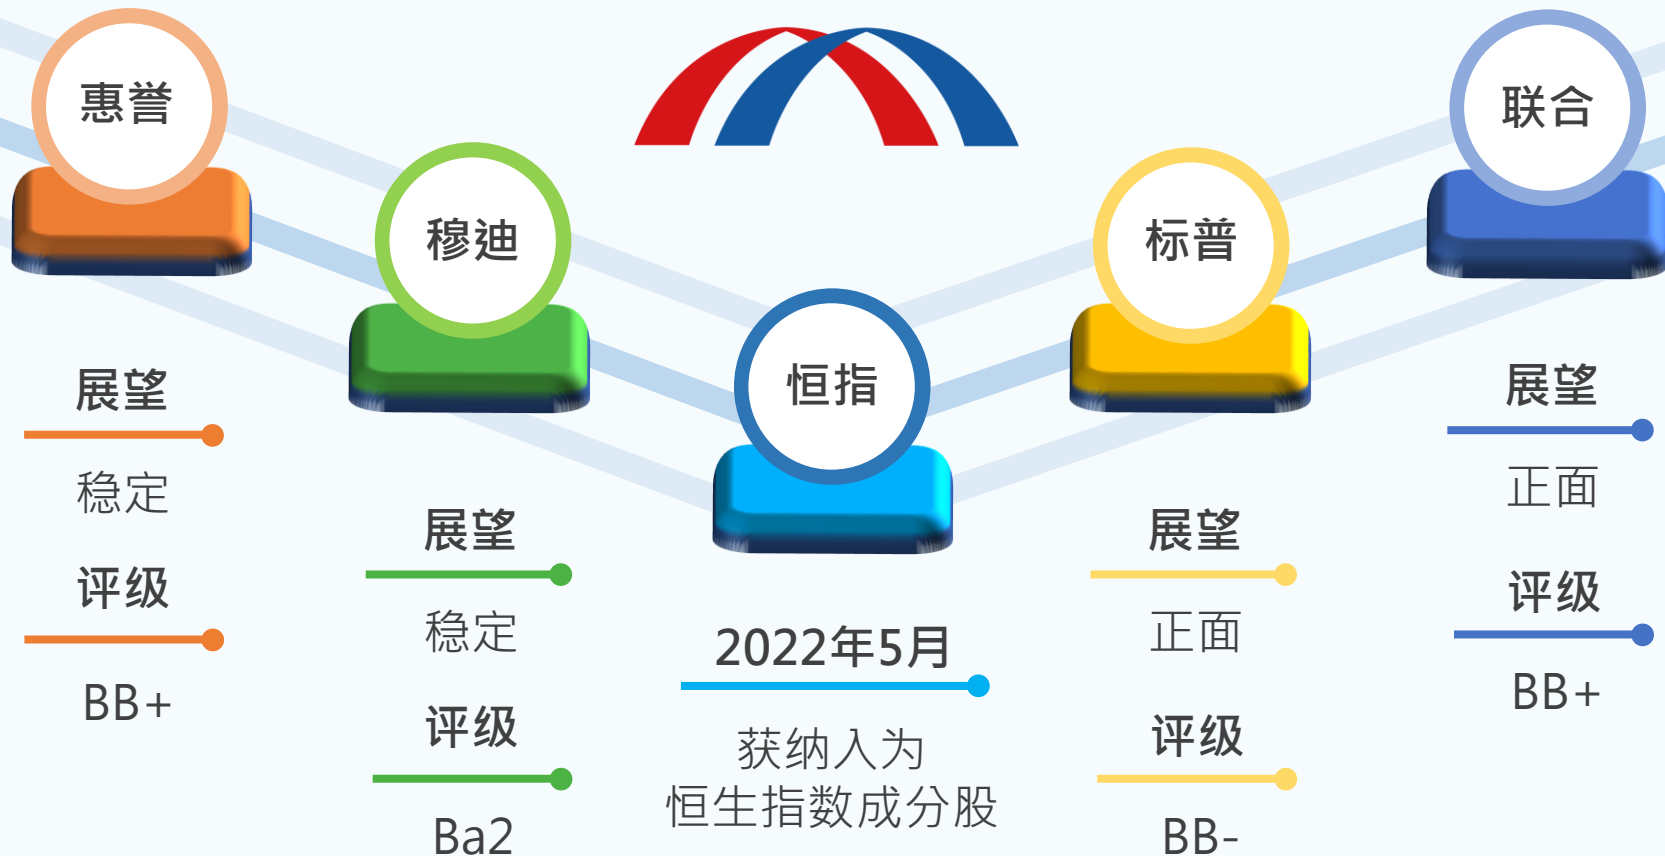 惠誉
展望
稳定
评级
BB+
穆迪
展望
稳定
评级
Ba2
恒指
2022年5月
获纳入为
恒生指数成分股
标普
展望
正面
评级
BB-
联合
展望
正面
评级
BB+